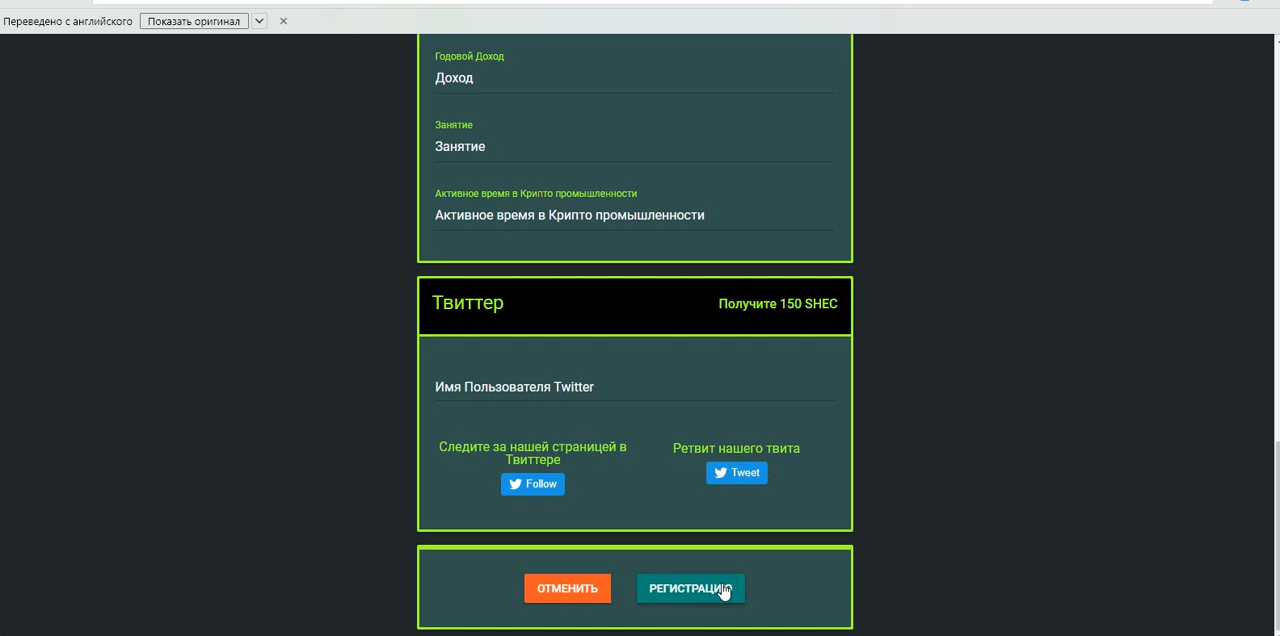 Переведено с английского Показать оригинал
Годовой Доход
Доход
Занятие
Занятие
Активное время в Крипто промышленности
Активное время в Крипто промышленности
Твиттер
Получите 150 SHEC
Имя Пользователя Twitter
Следите за нашей страницей в
Твиттере
Follow
Ретвит нашего твита
Tweet
ОТМЕНИТЬ
РЕГИСТРАЦИЮ